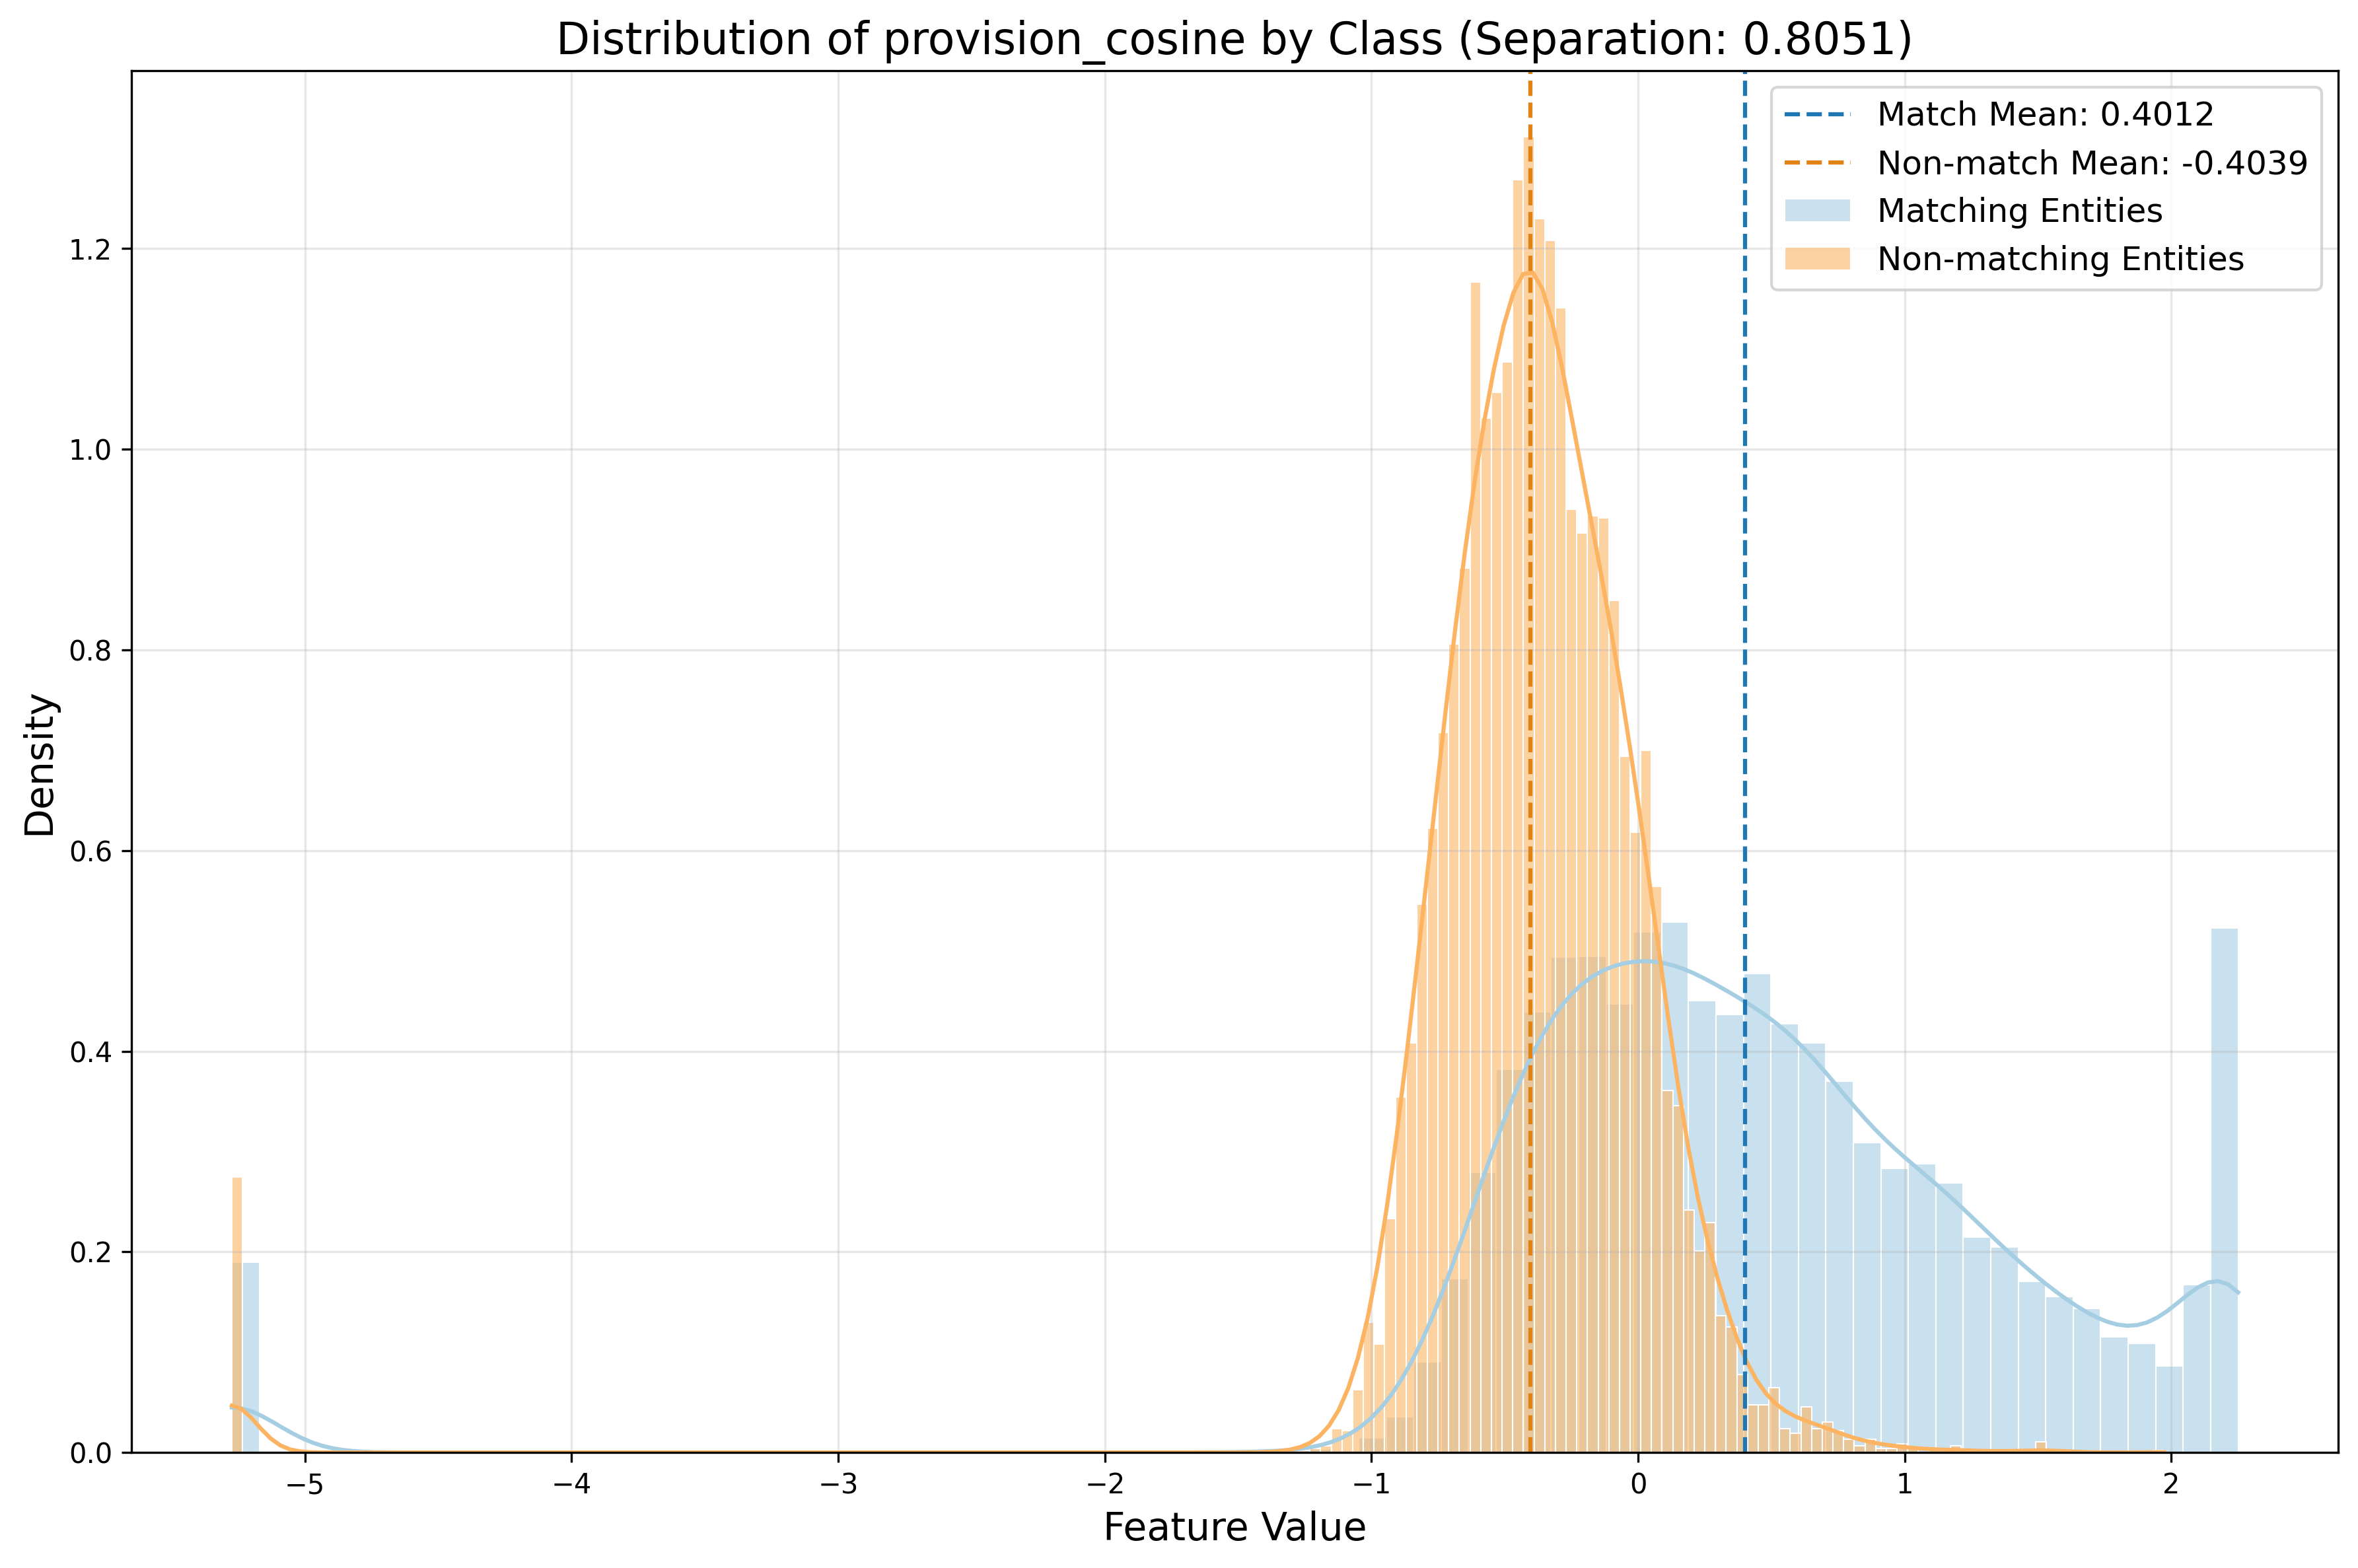 Distribution of provision_cosine by Class (Separation: 0.8051)
Match Mean: 0.4012
Non-match Mean: -0.4039
Matching Entities
Non-matching Entities
Density
1.2
1.0
0.8
0.6
0.4
0.2
0.0
−5
−4
−3
−2
−1
0
1
2
Feature Value